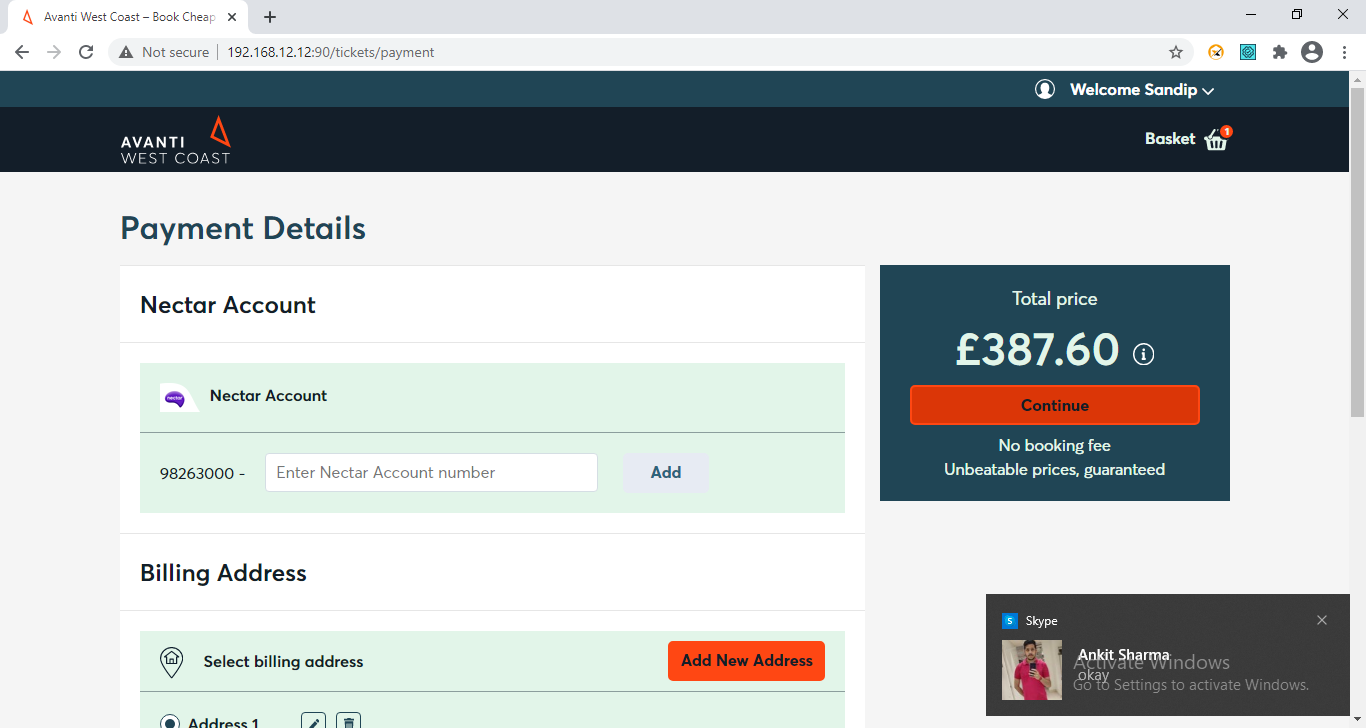 Avanti West Coast – Book Cheap
Not secure
192.168.12.12:90/tickets/payment
Welcome Sandip
AVANTI
WEST COAST
Basket
1
Payment Details
Nectar Account
nectar
Nectar Account
98263000 -
Enter Nectar Account number
Add
Total price
£387.60
Continue
No booking fee
Unbeatable prices, guaranteed
Billing Address
Select billing address
Add New Address
Address 1
S
Skype
Ankit Sharma
okay
Activate Windows
Go to Settings to activate Windows.